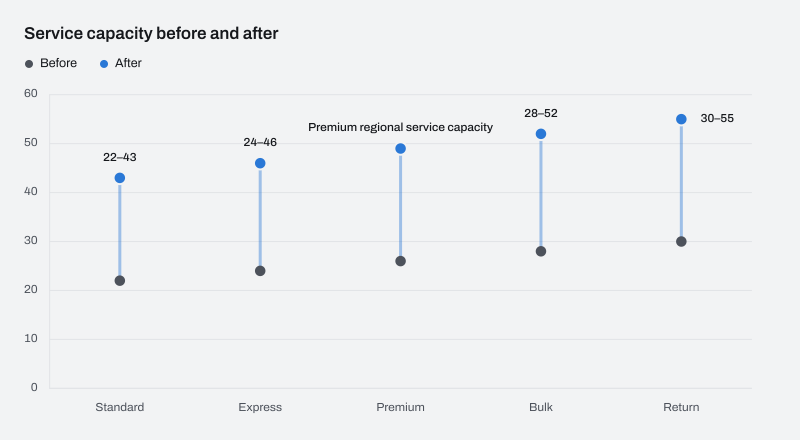 Service capacity before and after
Before
After
60
50
40
30
20
10
0
22–43
24–46
Premium regional service capacity
28–52
30–55
Standard
Express
Premium
Bulk
Return